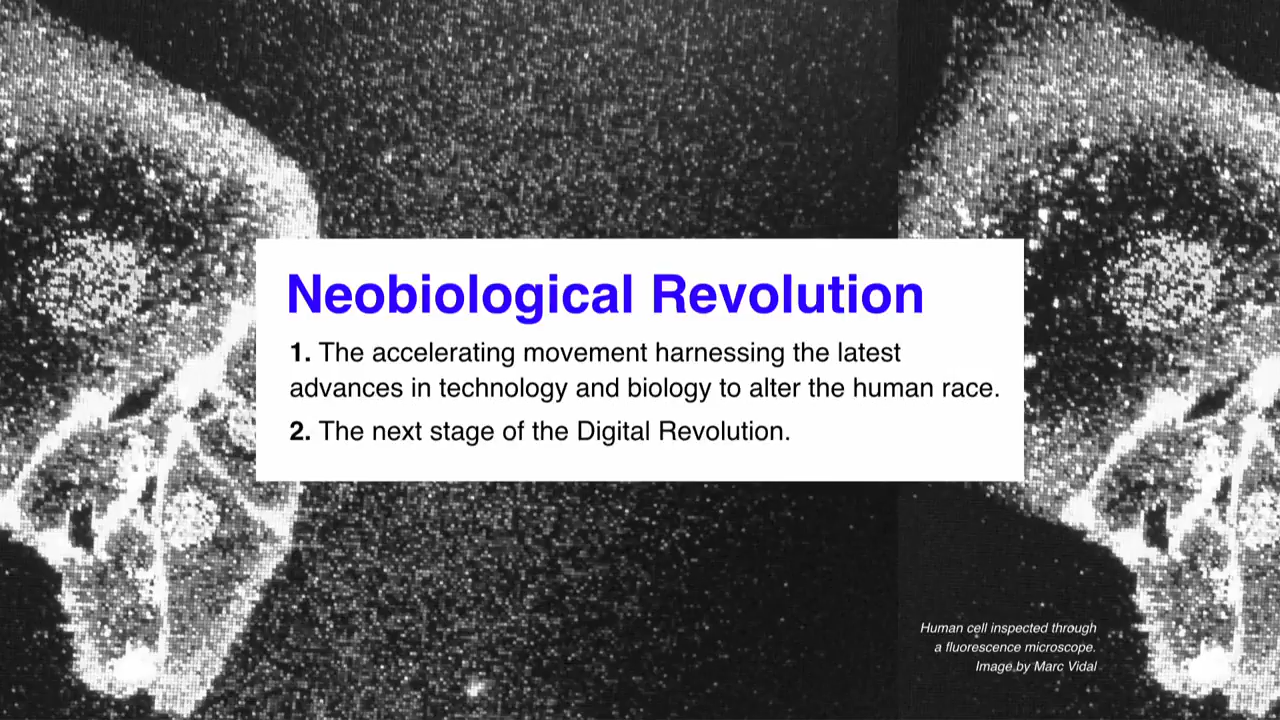 Neobiological Revolution
1. The accelerating movement harnessing the latest
advances in technology and biology to alter the human race.
2. The next stage of the Digital Revolution.
Human cell inspected through
a fluorescence microscope.
Image by Marc Vidal